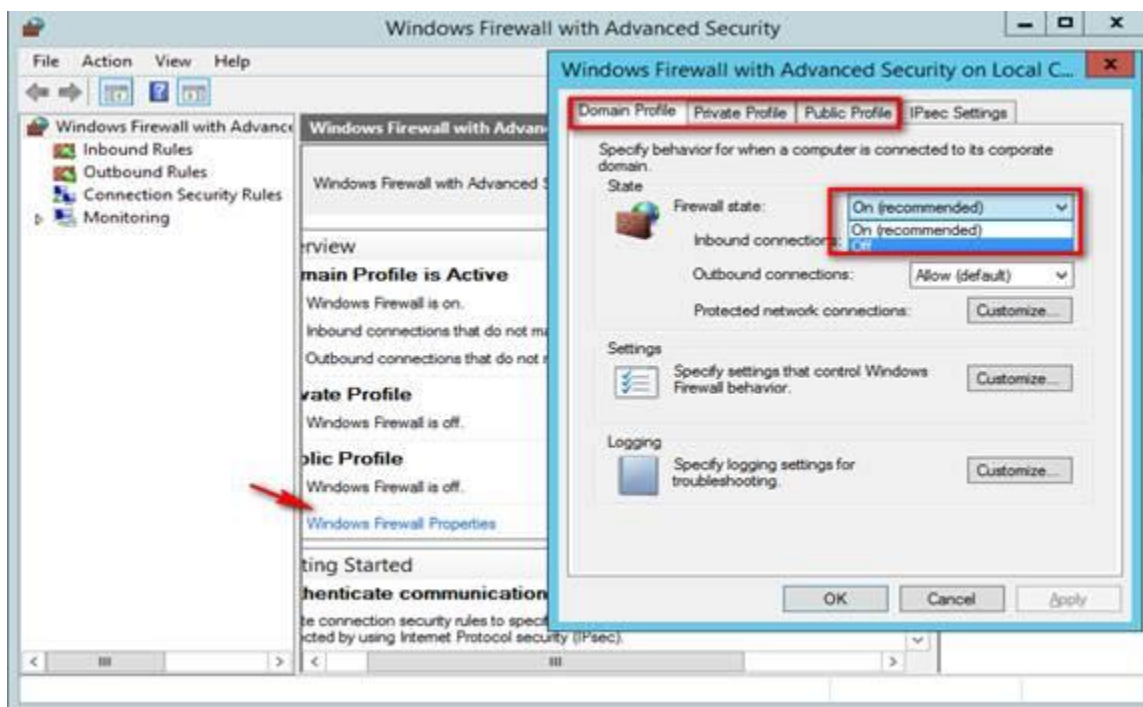 Windows Firewall with Advanced Security
File Action View Help
Windows Firewall with Advance
Inbound Rules
Outbound Rules
Connection Security Rules
Monitoring
Windows Firewall with Advan
Windows Firewall with Advanced S
rview
main Profile is Active
Windows Firewall is on.
Inbound connections that do not ma
Outbound connections that do not m
vate Profile
Windows Firewall is off.
blic Profile
Windows Firewall is off.
Windows Firewall Properties
ting Started
henticate communication
te connection security rules to specif
cted by using Internet Protocol security (IPsec).
Windows Firewall with Advanced Security on Local C...
Domain Profile Private Profile Public Profile IPsec Settings
Specify behavior for when a computer is connected to its corporate
domain.
State
Firewall state: On (recommended)
On (recommended)
Off
Inbound connections:
Outbound connections: Allow (default)
Protected network connections: Customize...
Settings
Specify settings that control Windows
Firewall behavior.
Customize...
Logging
Specify logging settings for
troubleshooting.
Customize...
OK Cancel Apply